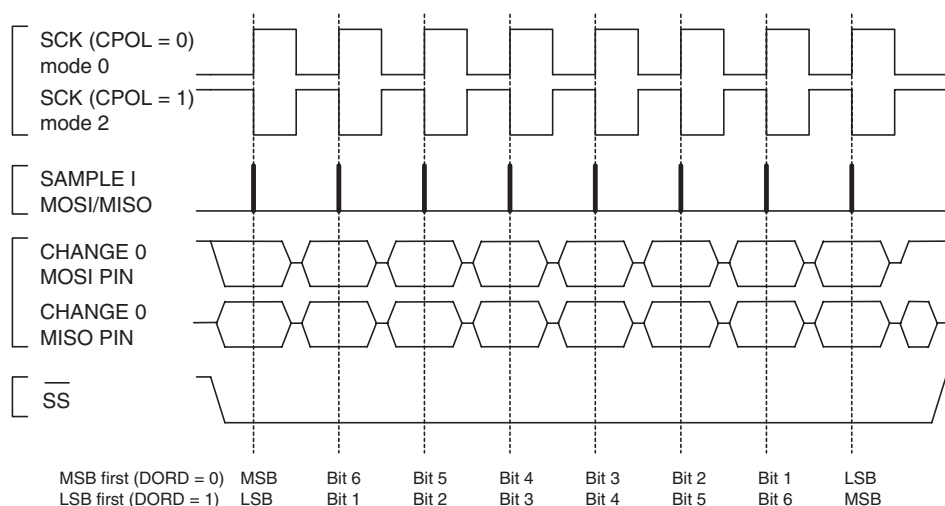 SCK (CPOL = 0)
mode 0
SCK (CPOL = 1)
mode 2
SAMPLE I
MOSI/MISO
CHANGE 0
MOSI PIN
CHANGE 0
MISO PIN
SS
MSB first (DORD = 0) MSB Bit 6 Bit 5 Bit 4 Bit 3 Bit 2 Bit 1 LSB
LSB first (DORD = 1) LSB Bit 1 Bit 2 Bit 3 Bit 4 Bit 5 Bit 6 MSB